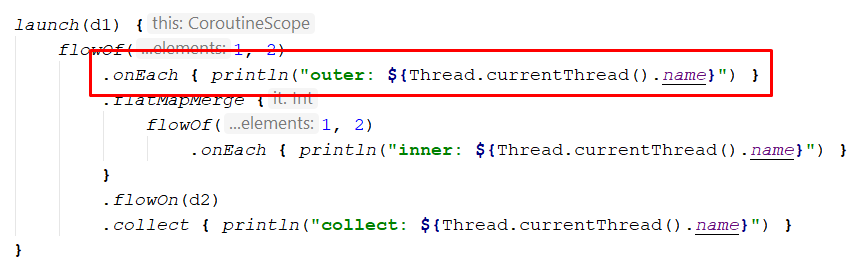 launch(d1) { this: CoroutineScope
flowOf( ...elements: 1, 2)
.onEach { println("outer: ${Thread.currentThread().name}") }
.flatMapMerge { it: Int
flowOf( ...elements: 1, 2)
.onEach { println("inner: ${Thread.currentThread().name}") }
}
.flowOn(d2)
.collect { println("collect: ${Thread.currentThread().name}") }
}